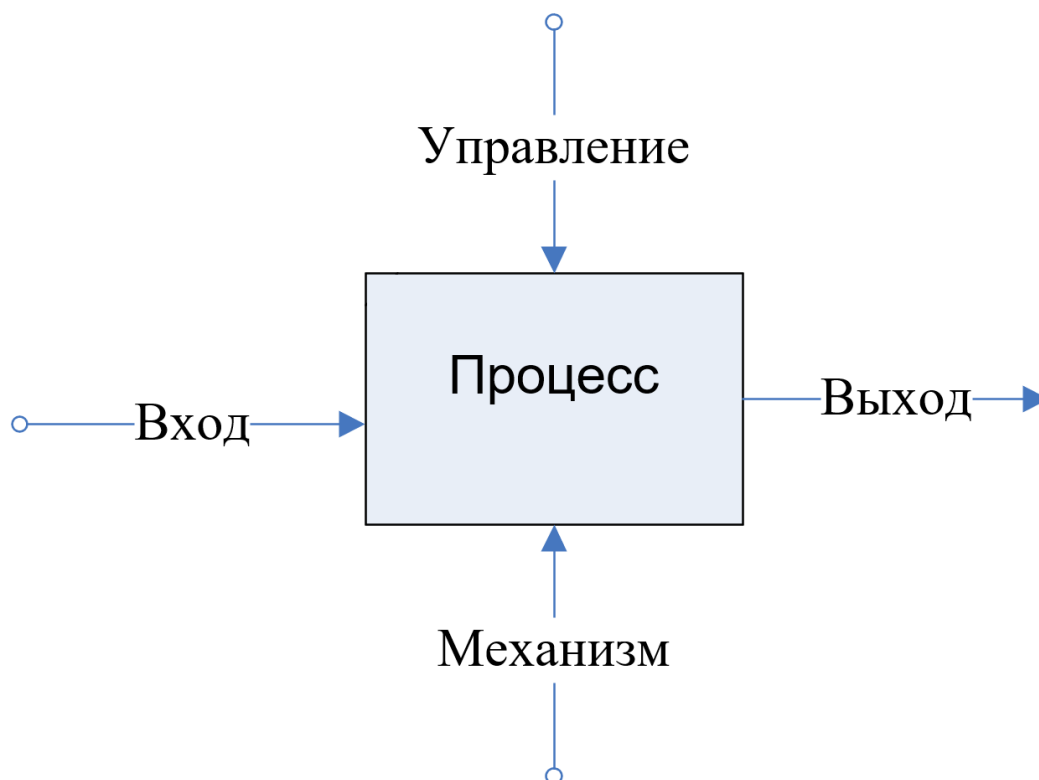 Управление
Процесс
Вход
Выход
Механизм